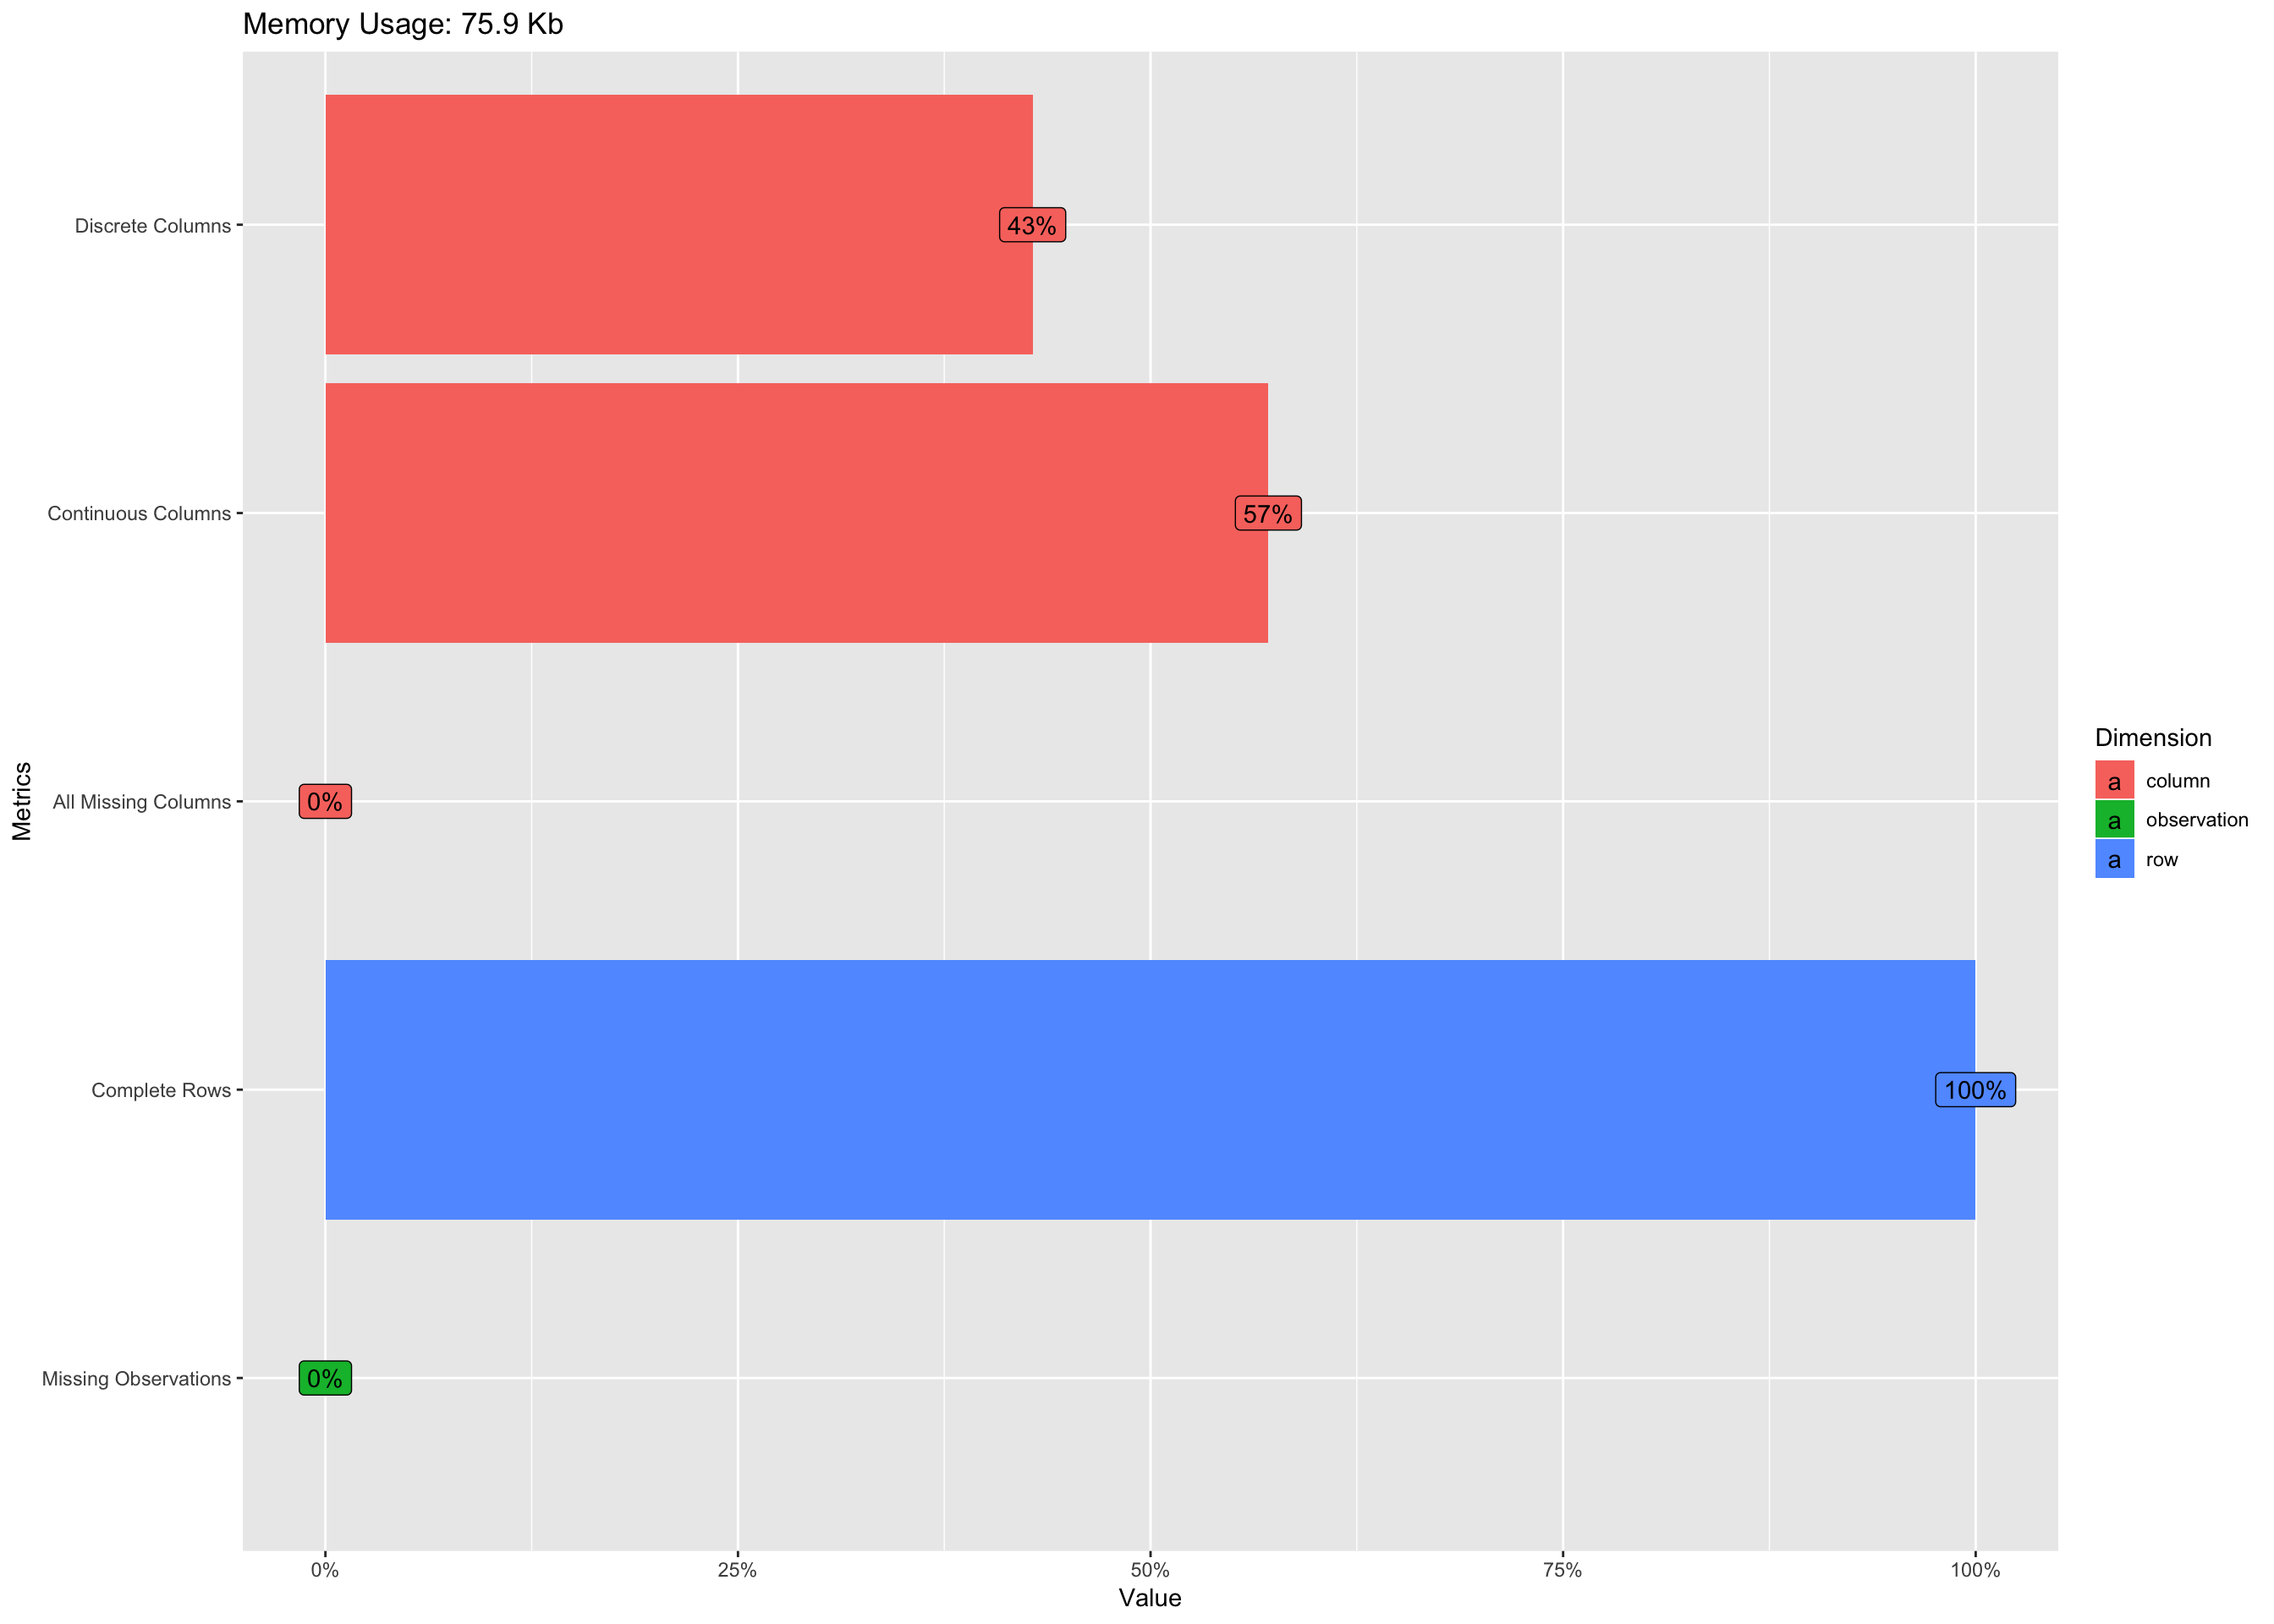 Memory Usage: 75.9 Kb
Discrete Columns
43%
Continuous Columns
57%
All Missing Columns
0%
Complete Rows
100%
Missing Observations
0%
Metrics
0%
25%
50%
75%
100%
Value
Dimension
a column
a observation
a row